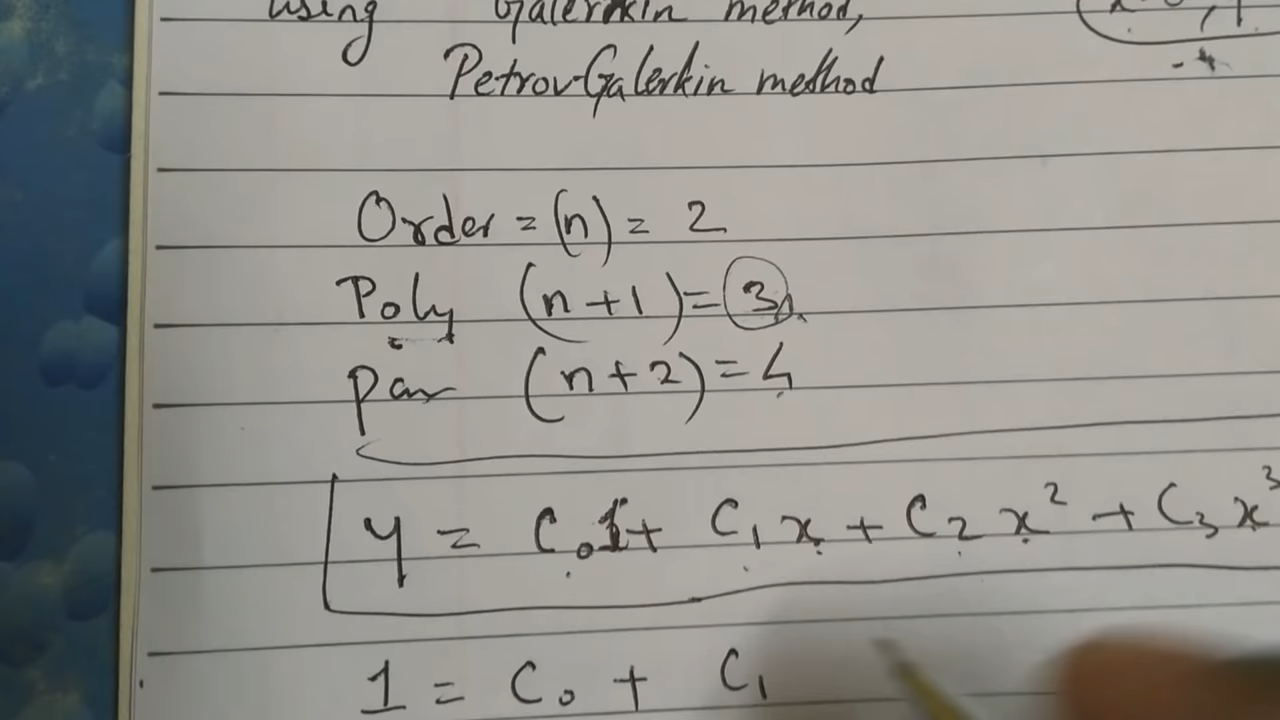 using Galerkin method,
Petrov-Galerkin method
Order = (n) = 2
Poly (n+1) = 3
Par (n+2) = 4
y = C₀1 + C₁x + C₂x² + C₃x³
1 = C₀ + C₁